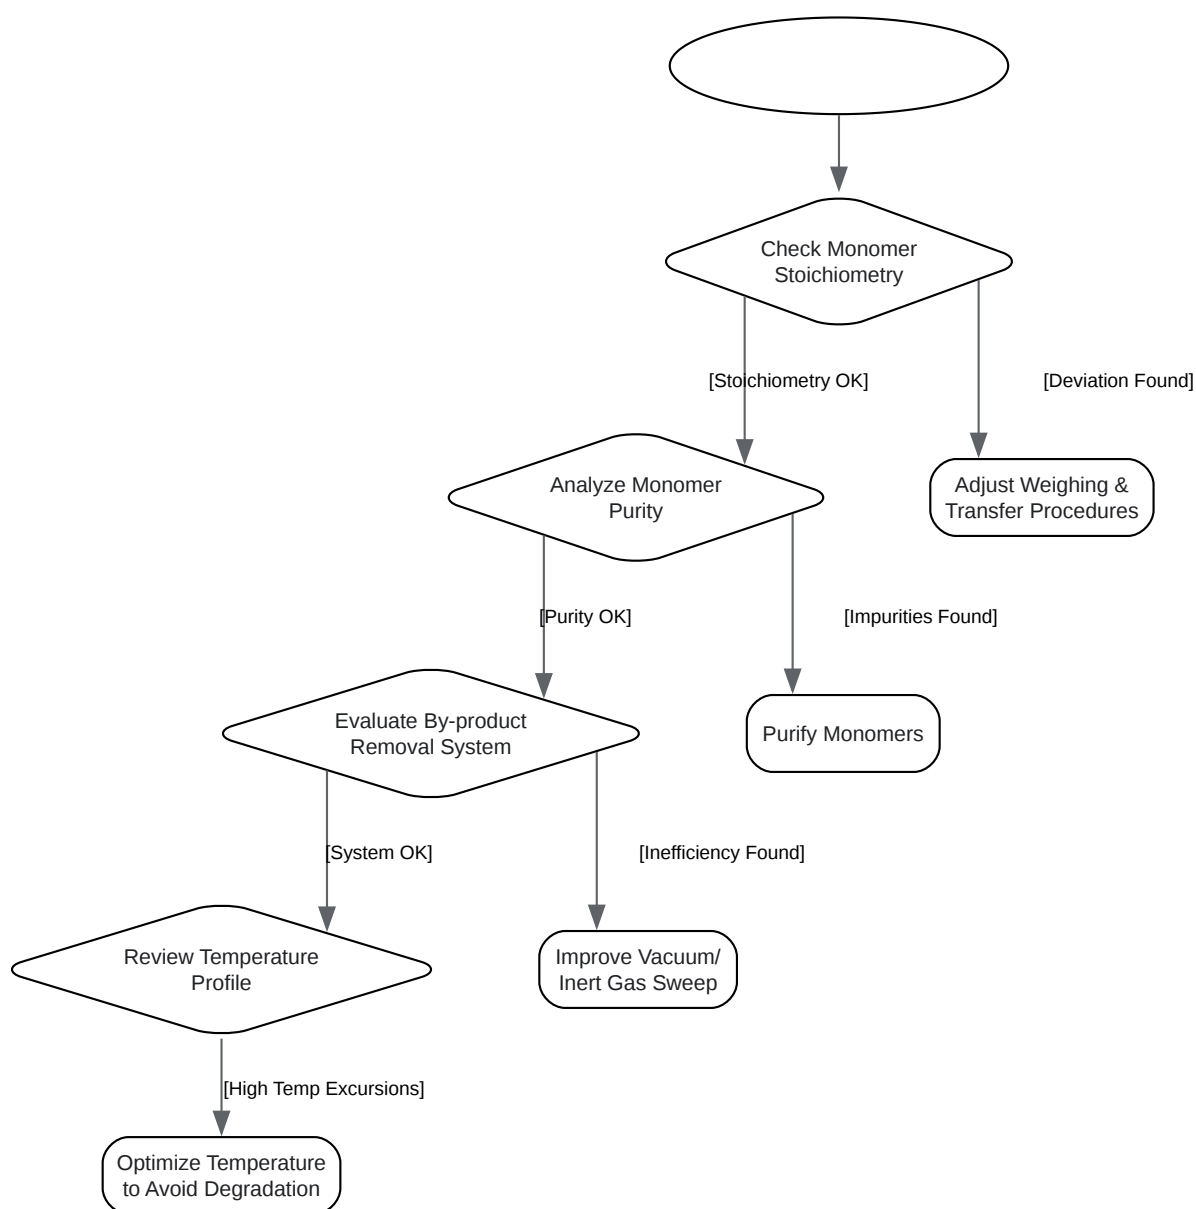 Check Monomer
Stoichiometry
[Stoichiometry OK]
[Deviation Found]
Analyze Monomer
Purity
Adjust Weighing &
Transfer Procedures
[Purity OK]
[Impurities Found]
Evaluate By-product
Removal System
Purify Monomers
[System OK]
[Inefficiency Found]
Review Temperature
Profile
Improve Vacuum/
Inert Gas Sweep
[High Temp Excursions]
Optimize Temperature
to Avoid Degradation